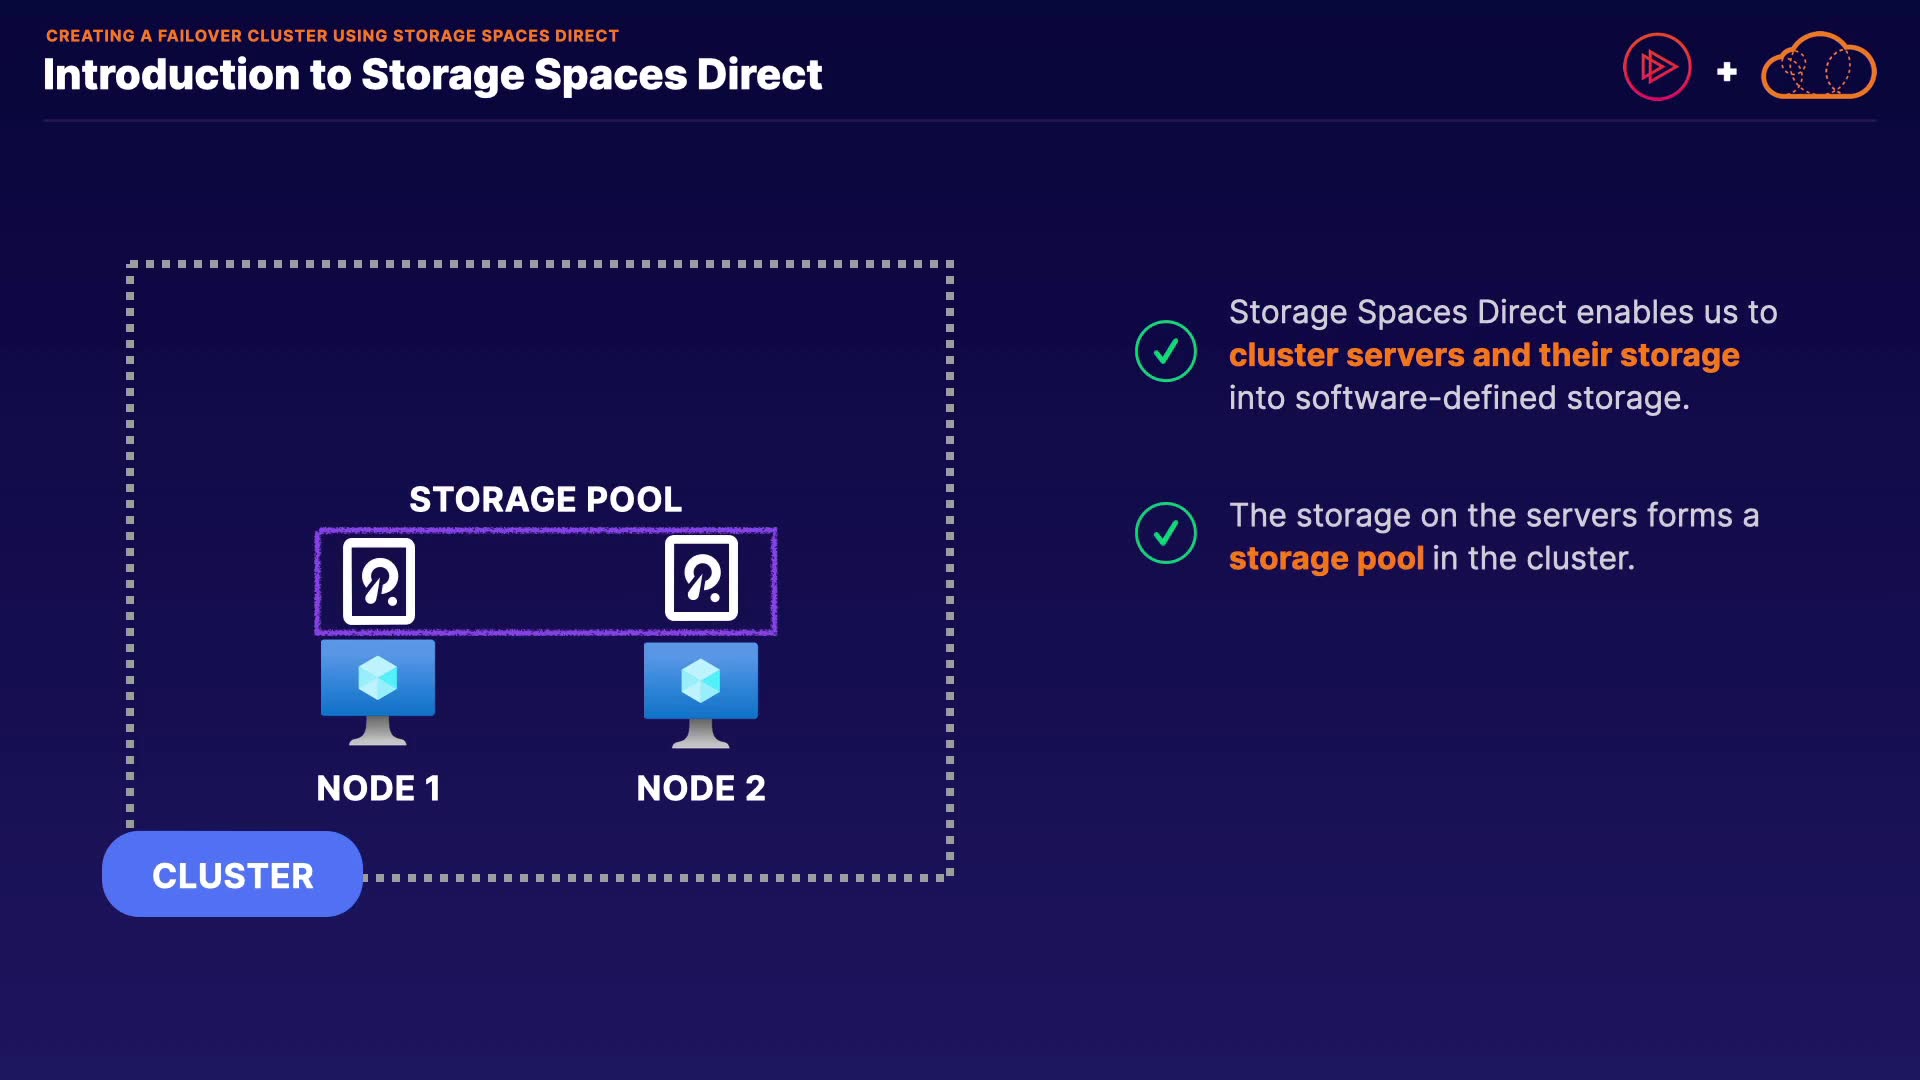 CREATING A FAILOVER CLUSTER USING STORAGE SPACES DIRECT
Introduction to Storage Spaces Direct
STORAGE POOL
NODE 1
NODE 2
CLUSTER
Storage Spaces Direct enables us to
cluster servers and their storage
into software-defined storage.
The storage on the servers forms a
storage pool in the cluster.